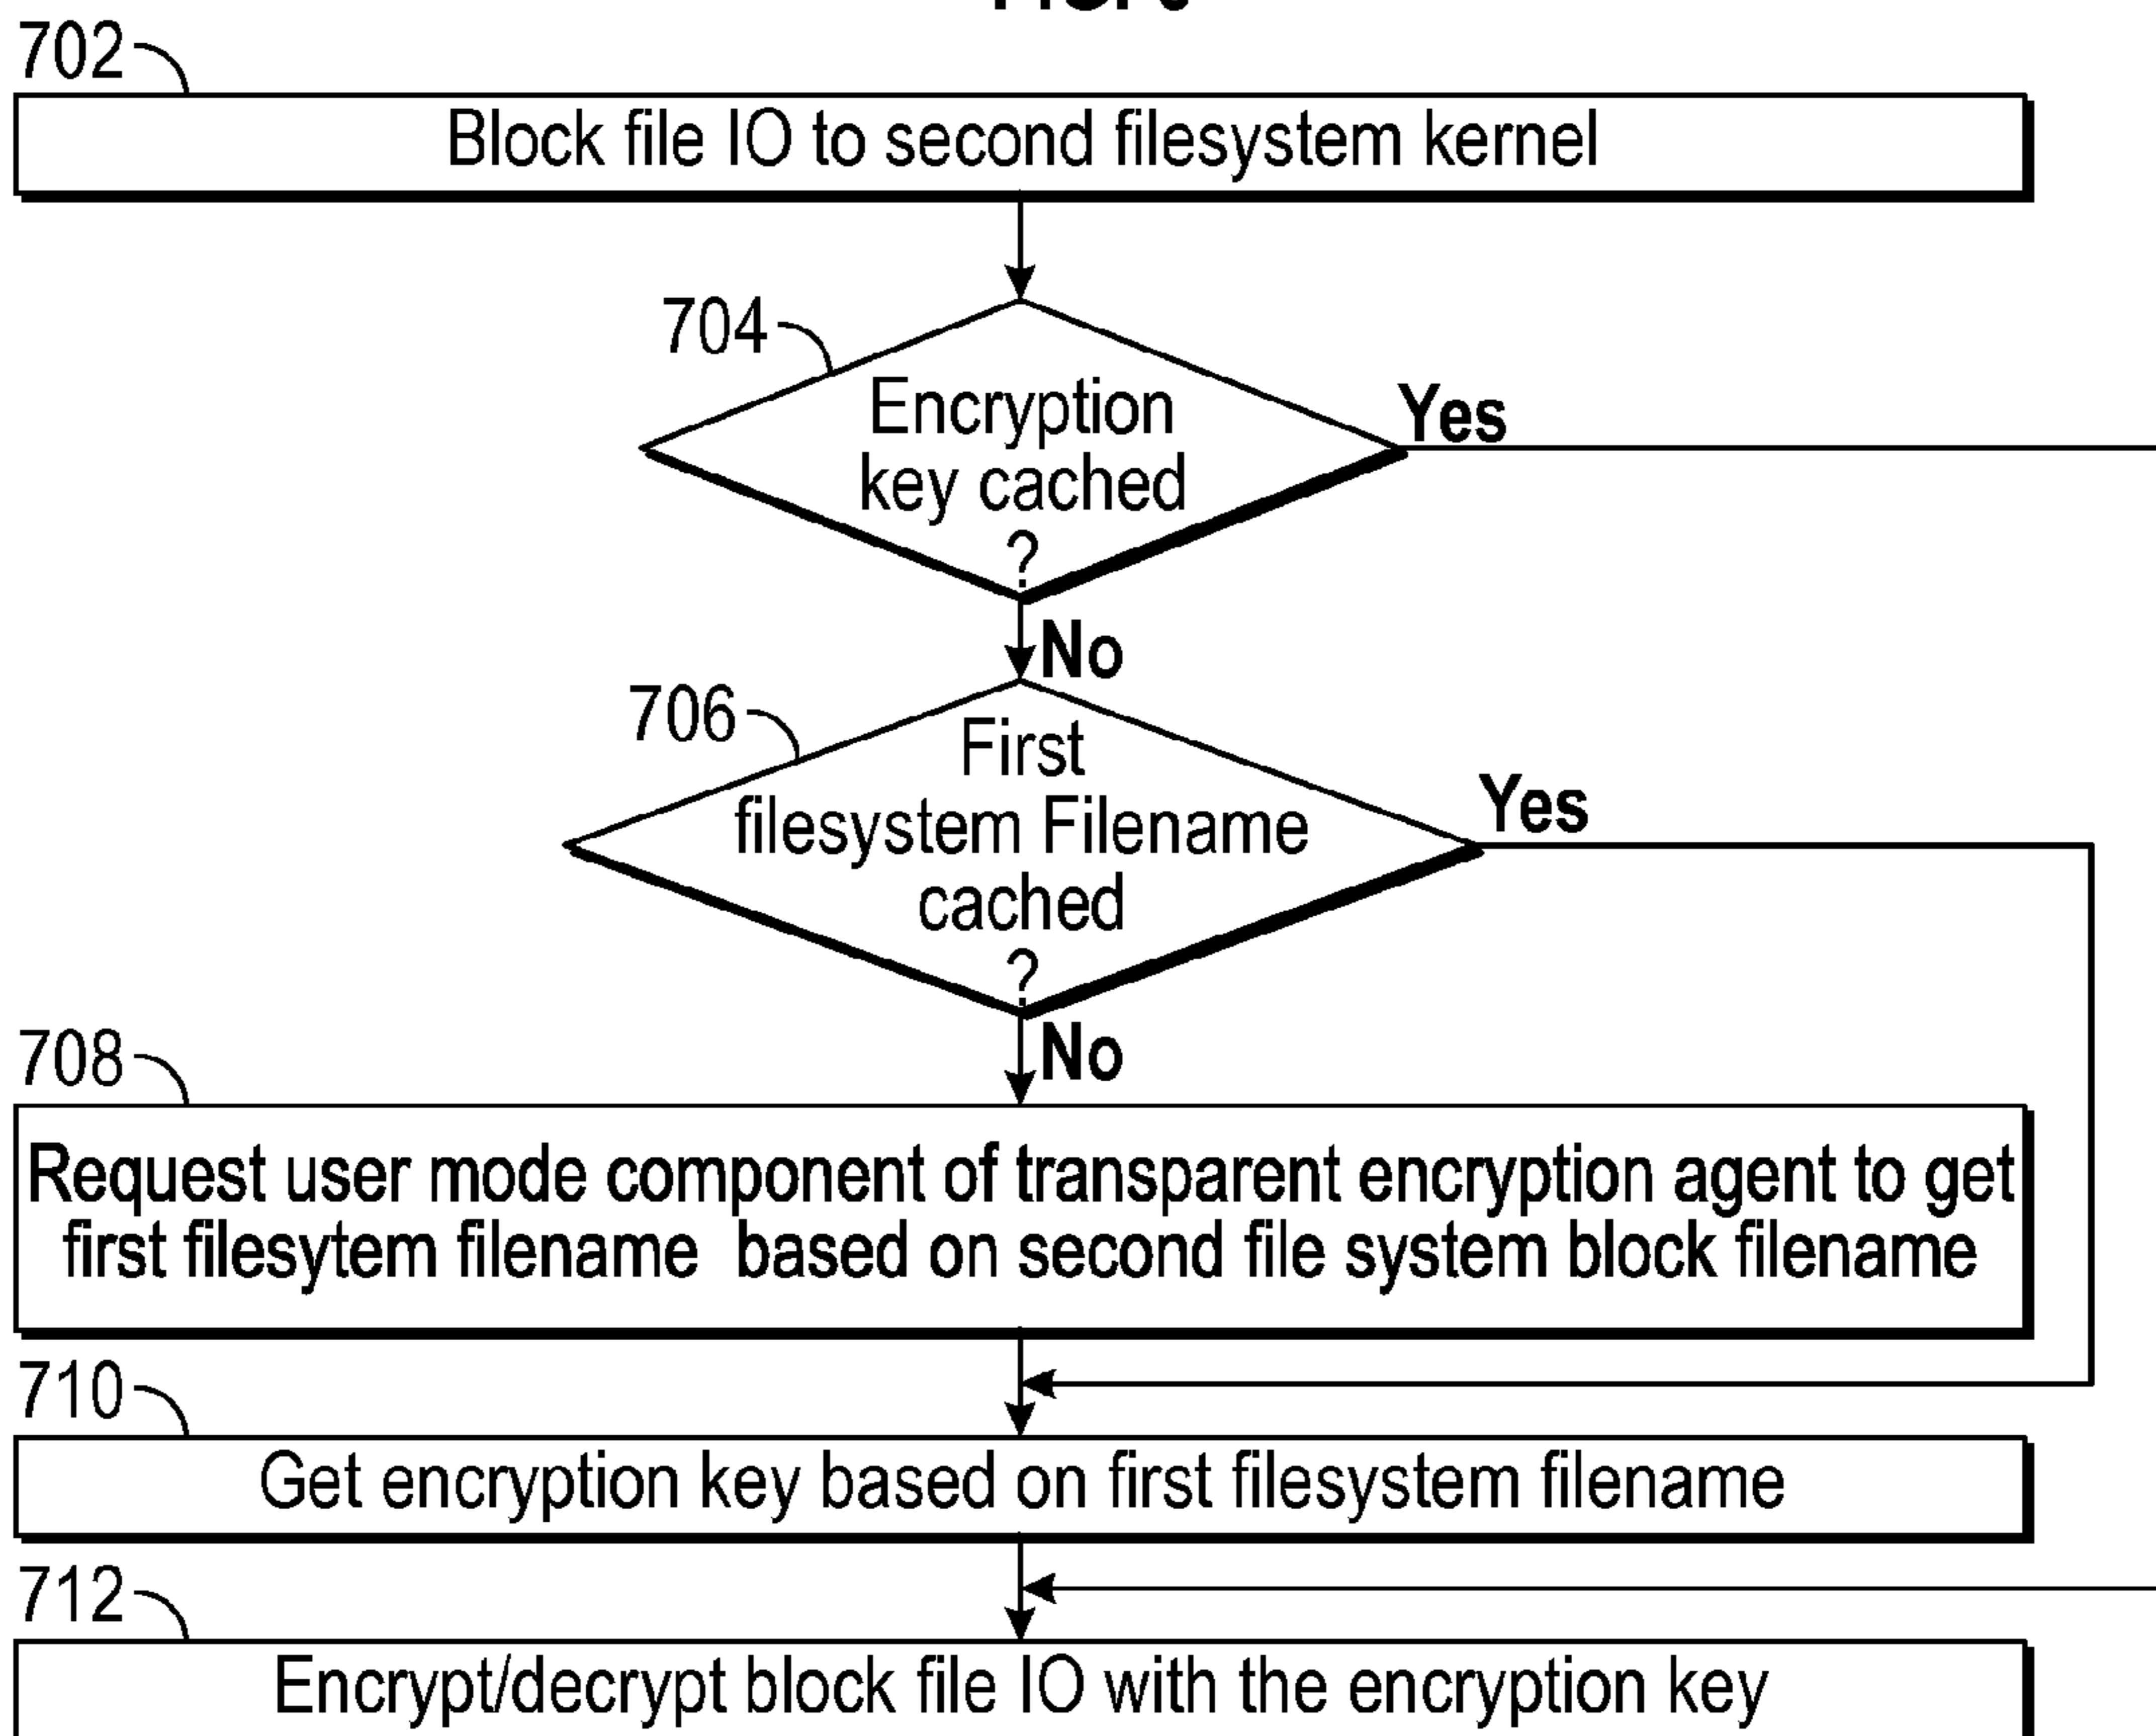 702
Block file IO to second filesystem kernel
704
Encryption
key cached
?
Yes
No
706
First
filesystem Filename
cached
?
Yes
No
708
Request user mode component of transparent encryption agent to get
first filesytem filename based on second file system block filename
710
Get encryption key based on first filesystem filename
712
Encrypt/decrypt block file IO with the encryption key